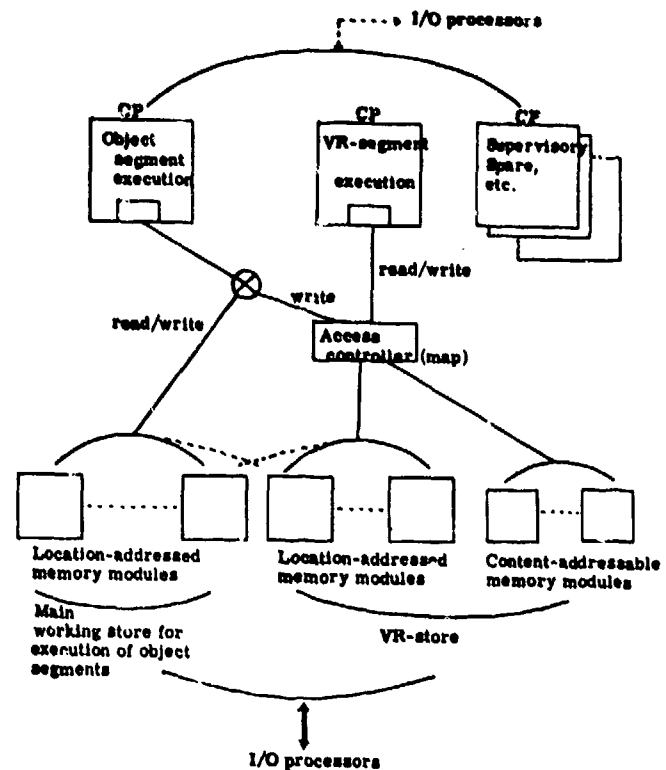 I/O processors
CP
CP
CP
Object
segment
execution
VR-segment
execution
Supervisory
Spare,
etc.
read/write
write
read/write
Access
controller (map)
Location-addressed
memory modules
Location-addressed
memory modules
Content-addressable
memory modules
Main
working store for
execution of object
segments
VR-store
I/O processors